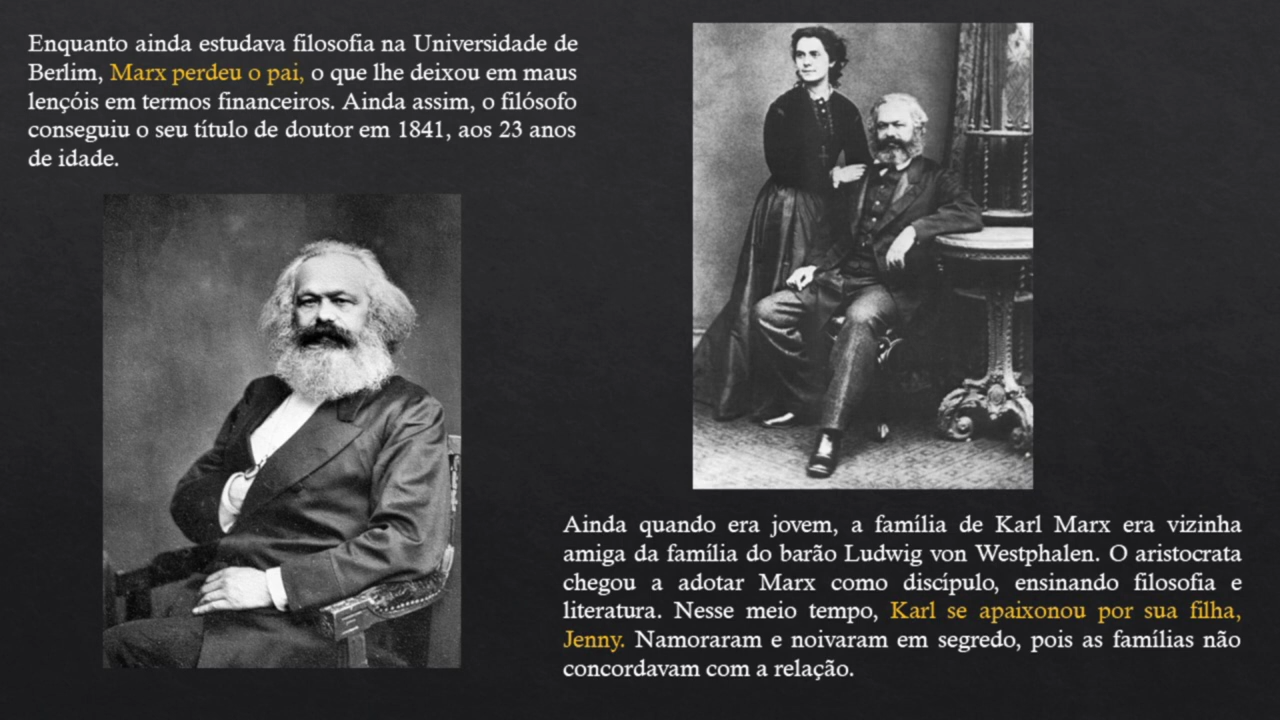 Enquanto ainda estudava filosofia na Universidade de
Berlim, Marx perdeu o pai, o que lhe deixou em maus
lençóis em termos financeiros. Ainda assim, o filósofo
conseguiu o seu título de doutor em 1841, aos 23 anos
de idade.
Ainda quando era jovem, a família de Karl Marx era vizinha
amiga da família do barão Ludwig von Westphalen. O aristocrata
chegou a adotar Marx como discípulo, ensinando filosofia e
literatura. Nesse meio tempo, Karl se apaixonou por sua filha,
Jenny. Namoraram e noivaram em segredo, pois as famílias não
concordavam com a relação.